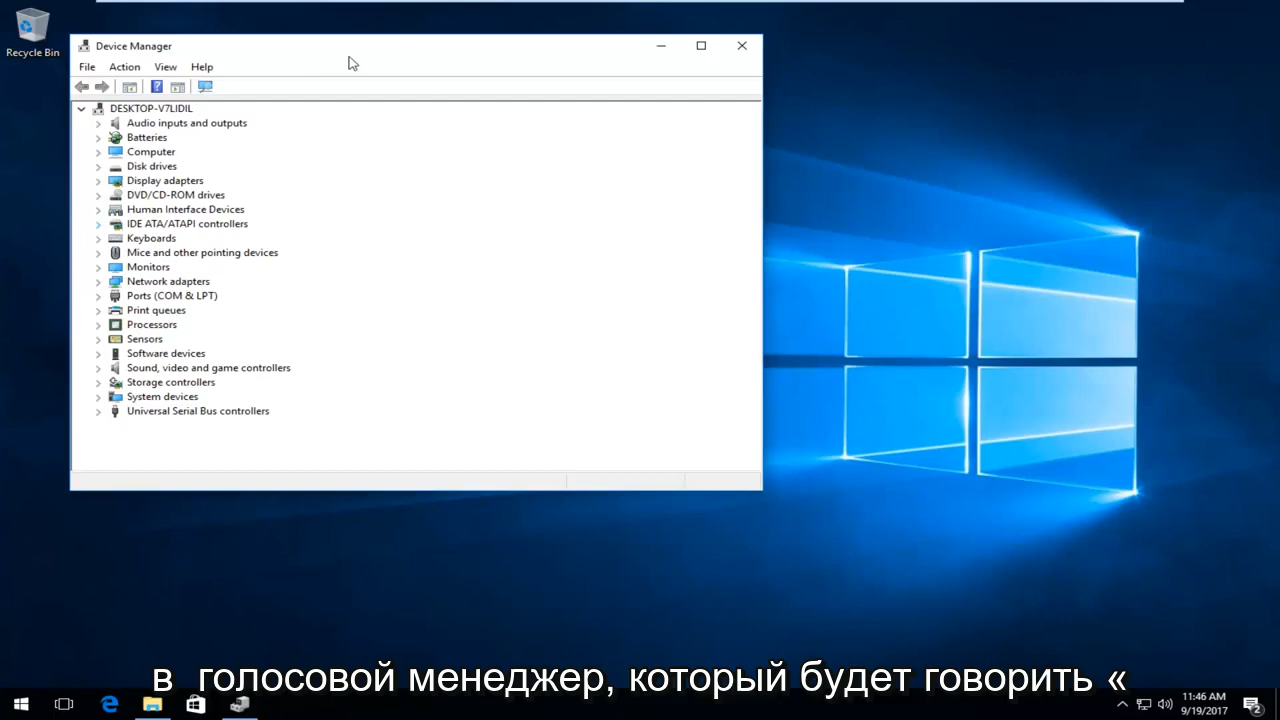 Recycle Bin
Device Manager
File Action View Help
DESKTOP-V7LIDIL
Audio inputs and outputs
Batteries
Computer
Disk drives
Display adapters
DVD/CD-ROM drives
Human Interface Devices
IDE ATA/ATAPI controllers
Keyboards
Mice and other pointing devices
Monitors
Network adapters
Ports (COM & LPT)
Print queues
Processors
Sensors
Software devices
Sound, video and game controllers
Storage controllers
System devices
Universal Serial Bus controllers
в голосовой менеджер, который будет говорить «
11:46 AM
9/19/2017
2